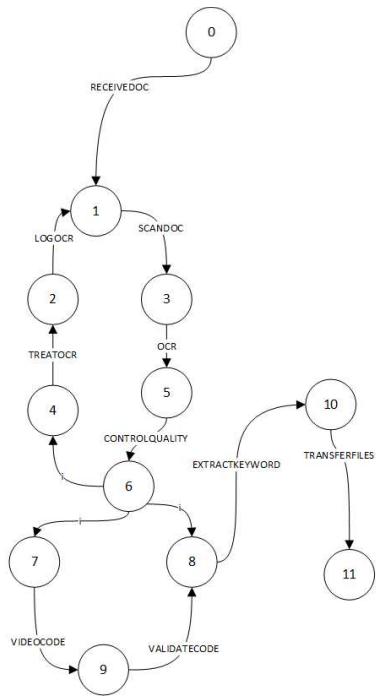 0
RECEIVEDOC
1
SCANDOC
LOGOCR
2
3
OCR
TREATOCR
5
4
10
CONTROLQUALITY
TRANSFERFILES
EXTRACTKEYWORD
i
6
i
i
7
8
11
VIDEOCODE
VALIDATECODE
9